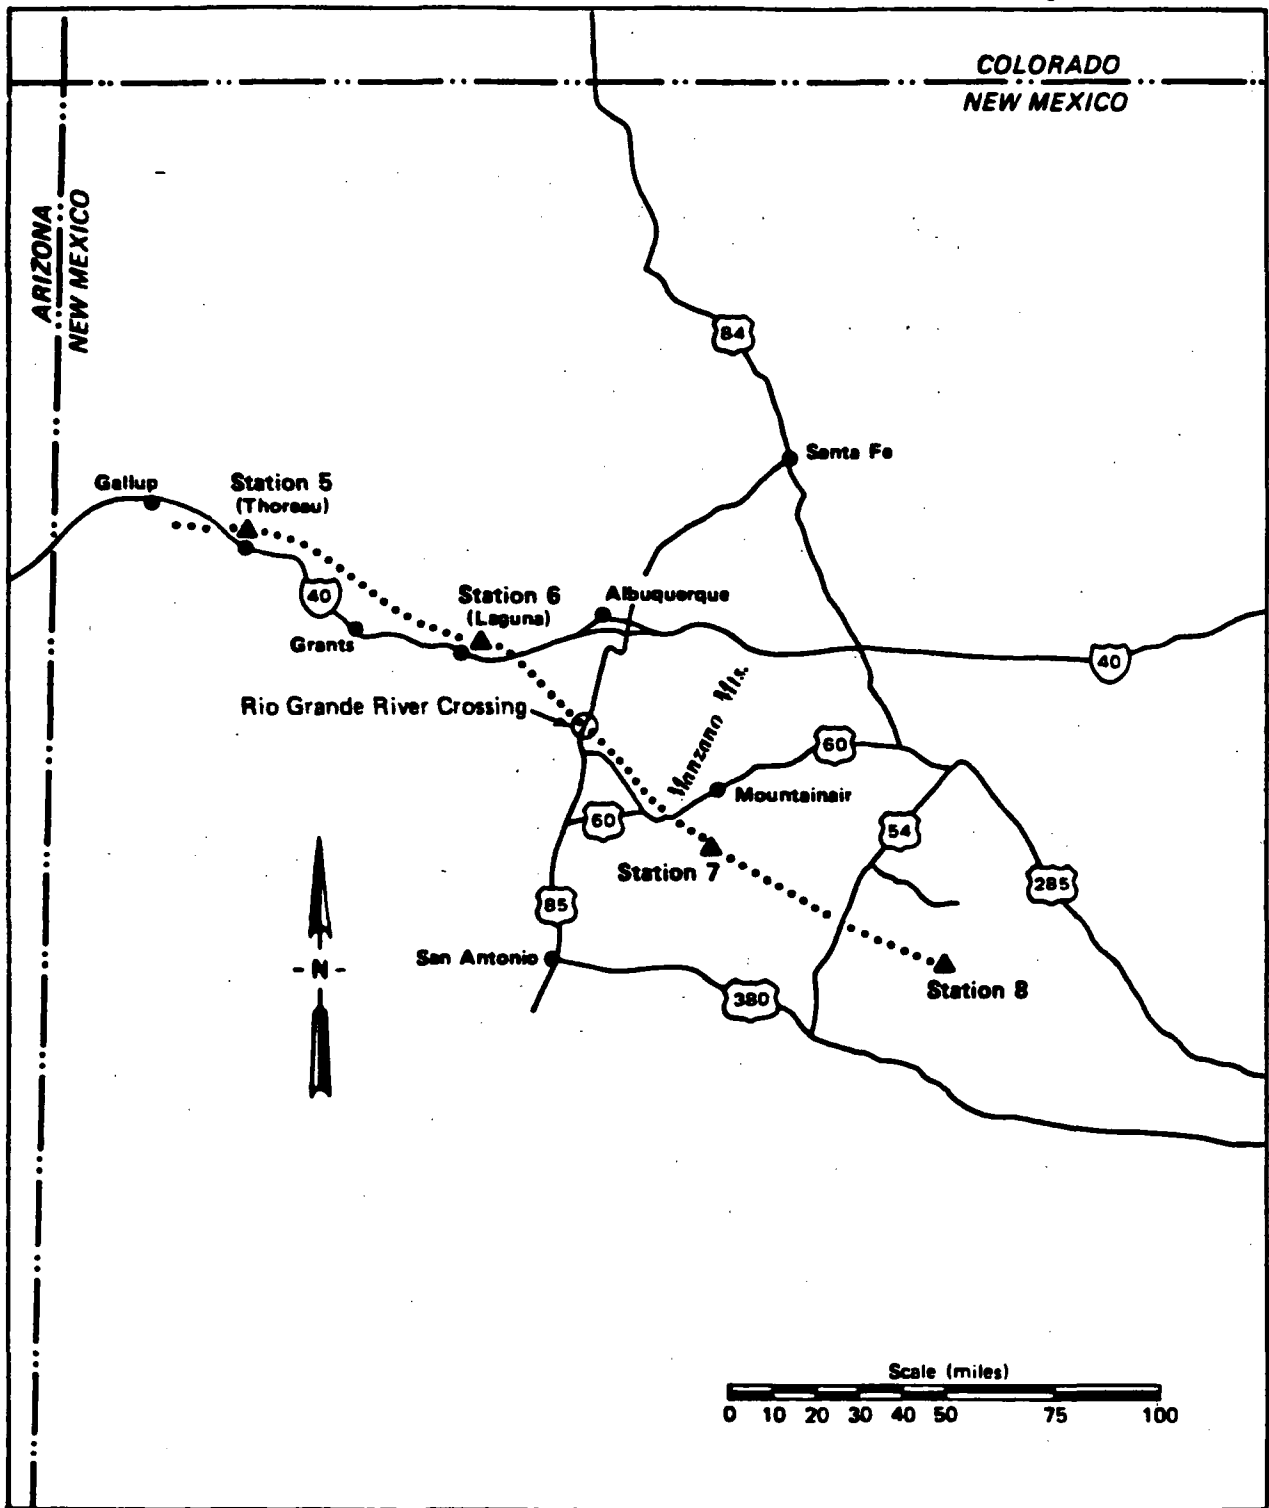 COLORADO
NEW MEXICO
ARIZONA
NEW MEXICO
84
Santa Fe
Gallup
Station 5
(Thoreau)
40
Station 6
(Laguna)
Albuquerque
Grants
40
Rio Grande River Crossing
Manzano Mts.
60
Mountainair
60
54
Station 7
285
85
San Antonio
- N -
380
Station 8
Scale (miles)
0 10 20 30 40 50 75 100